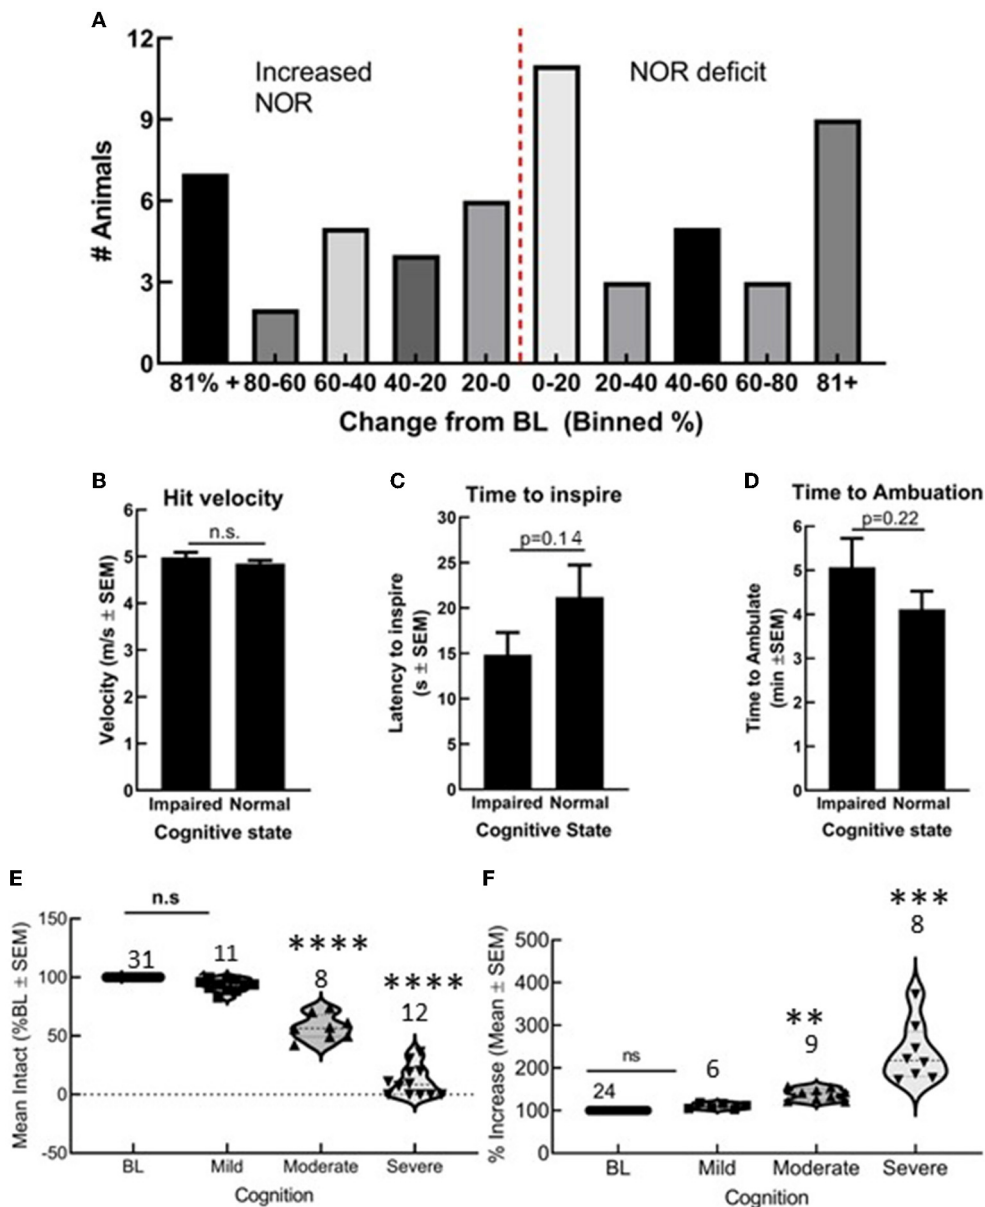 A
12
9
6
3
0
# Animals
Increased
NOR
NOR deficit
81% +
80-60
60-40
40-20
20-0
0-20
20-40
40-60
60-80
81+
Change from BL (Binned %)
B
Hit velocity
n.s.
6
5
4
5
2
1
0
Velocity (m/s ± SEM)
Impaired
Normal
Cognitive state
C
Time to inspire
p=0.14
30
25
20
15
10
5
0
Latency to inspire
(s ± SEM)
Impaired
Normal
Cognitive State
D
Time to Ambuation
p=0.22
6
5
4
3
2
1
0
Time to Ambulate
(min ±SEM)
Impaired
Normal
Cognitive state
E
n.s
150
100
50
0
-50
Mean Intact (%BL ± SEM)
31
11
****
8
****
12
BL
Mild
Moderate
Severe
Cognition
F
500
400
300
200
100
0
% Increase (Mean ± SEM)
ns
24
6
**
9
***
8
BL
Mild
Moderate
Severe
Cognition